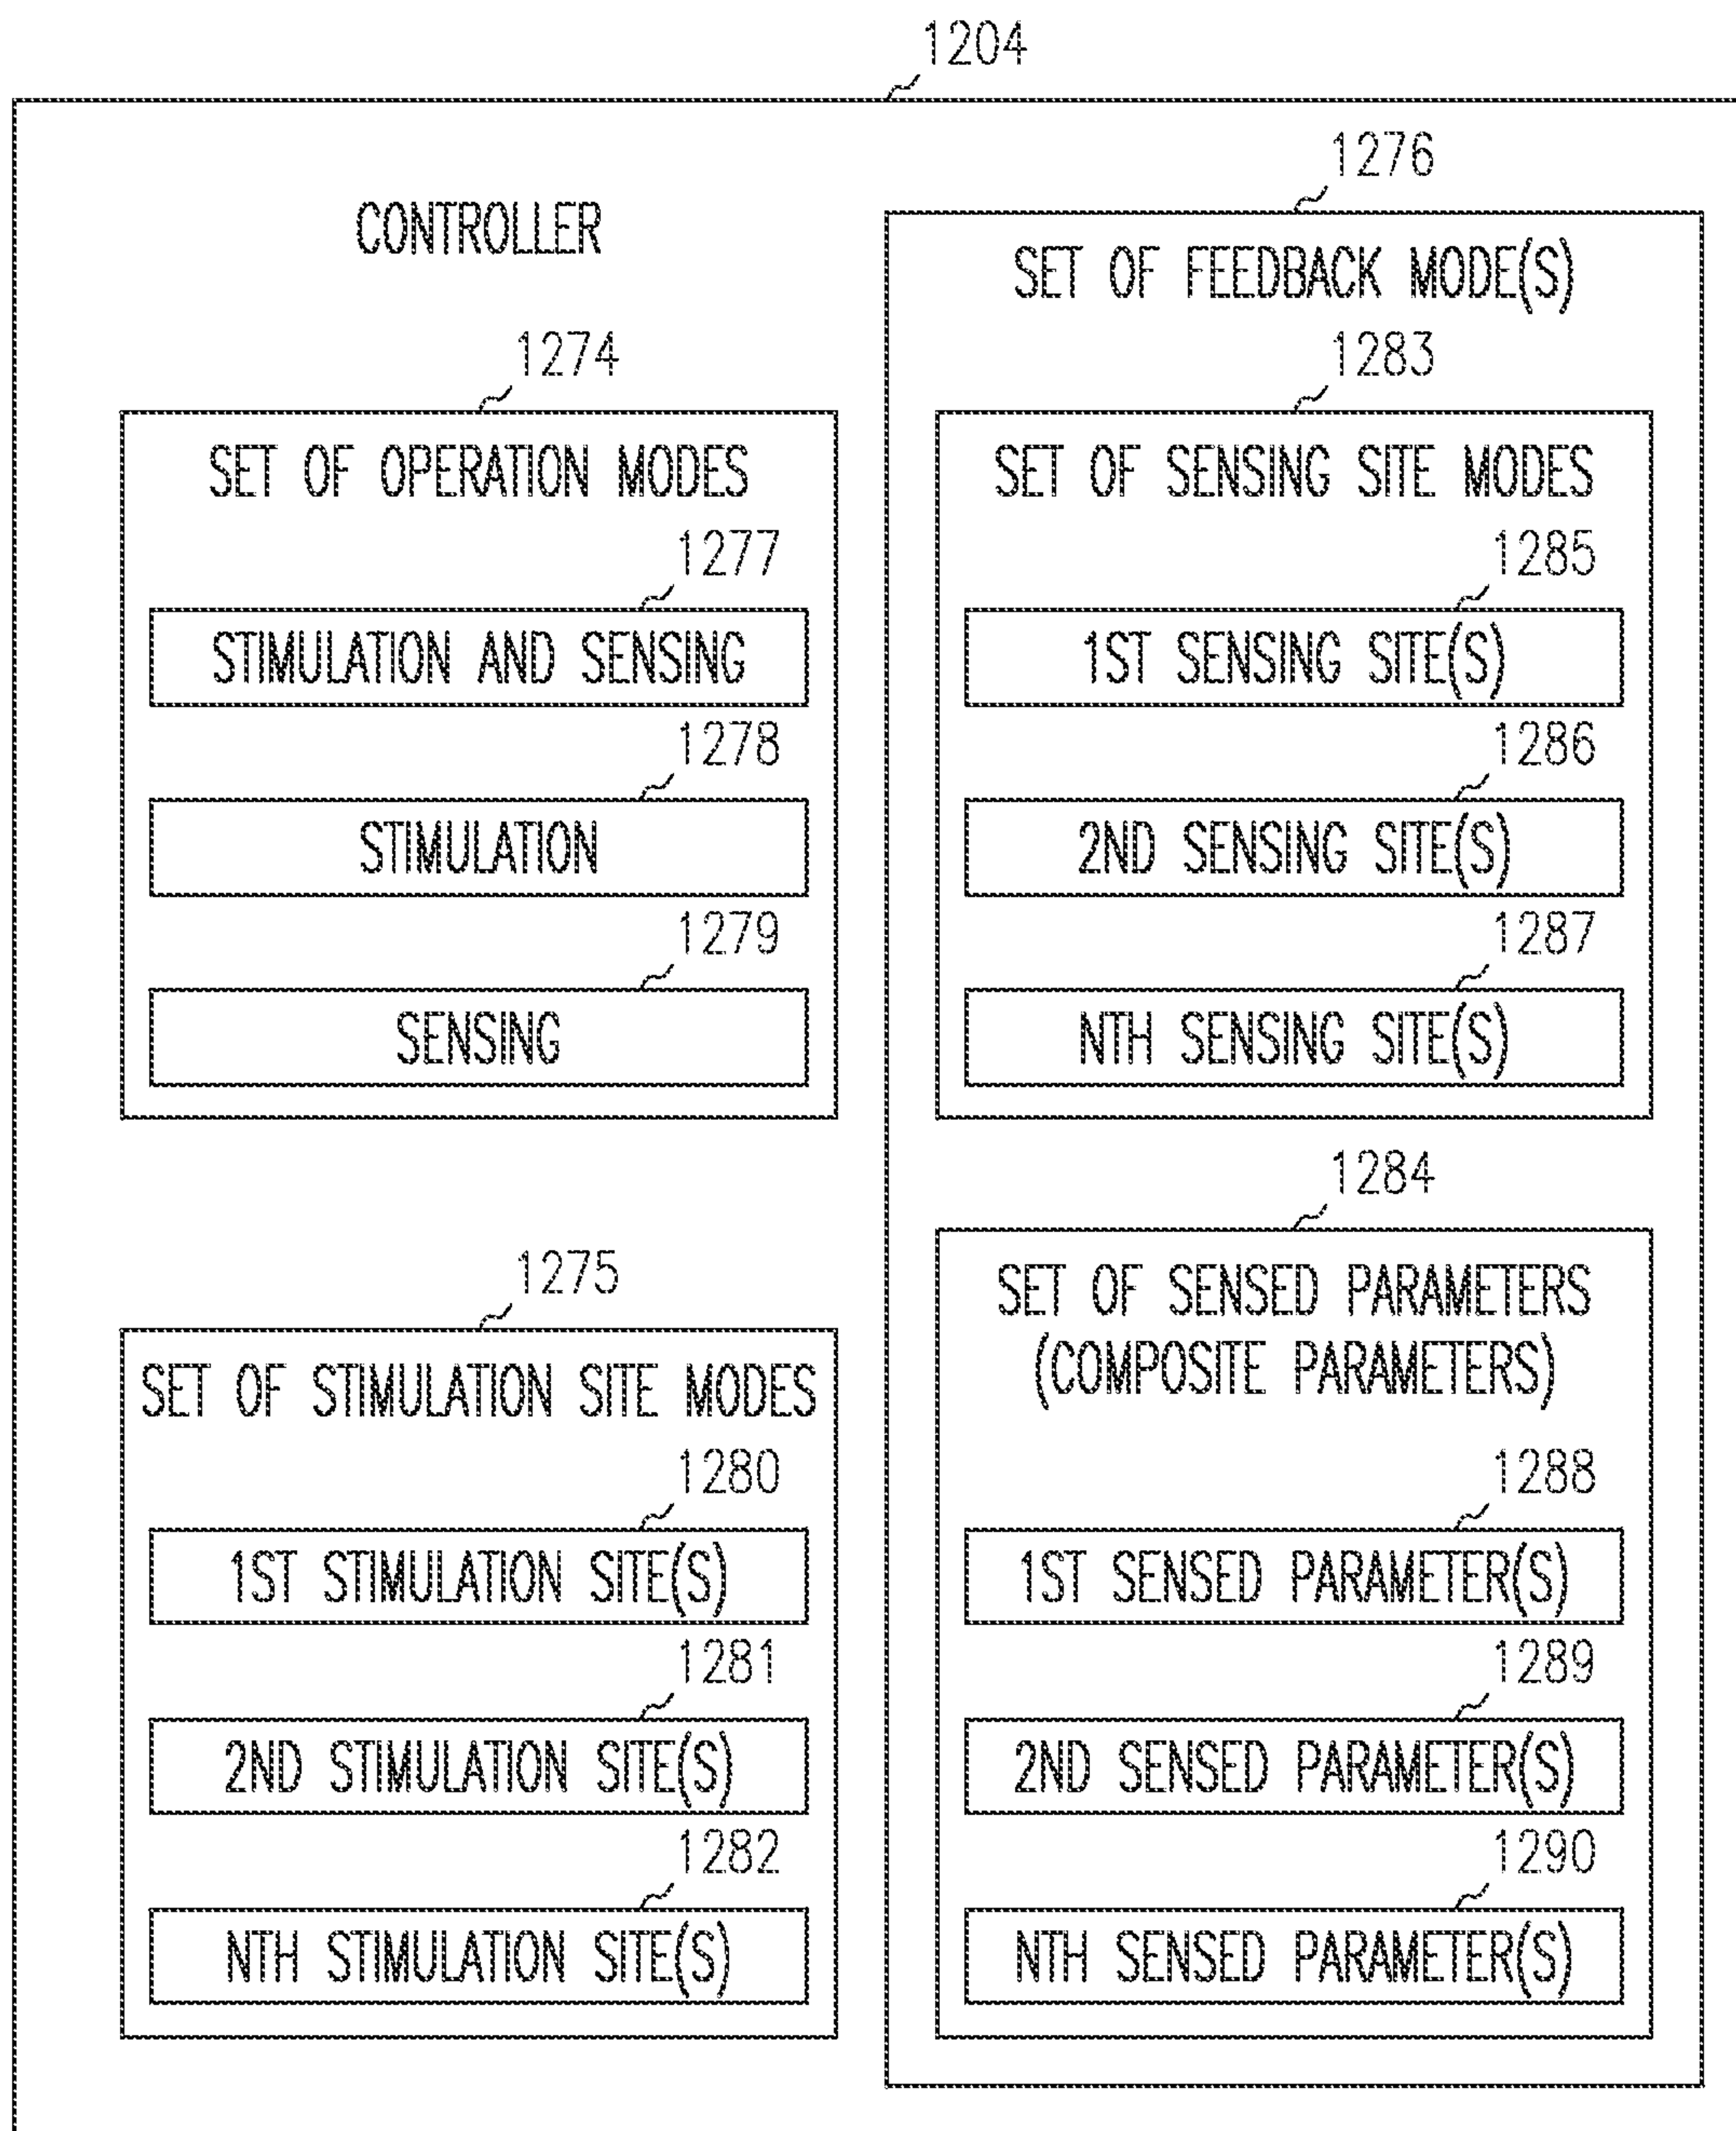 1204
CONTROLLER
1274
SET OF OPERATION MODES
1277
STIMULATION AND SENSING
1278
STIMULATION
1279
SENSING
1275
SET OF STIMULATION SITE MODES
1280
1ST STIMULATION SITE(S)
1281
2ND STIMULATION SITE(S)
1282
NTH STIMULATION SITE(S)
1276
SET OF FEEDBACK MODE(S)
1283
SET OF SENSING SITE MODES
1285
1ST SENSING SITE(S)
1286
2ND SENSING SITE(S)
1287
NTH SENSING SITE(S)
1284
SET OF SENSED PARAMETERS
(COMPOSITE PARAMETERS)
1288
1ST SENSED PARAMETER(S)
1289
2ND SENSED PARAMETER(S)
1290
NTH SENSED PARAMETER(S)